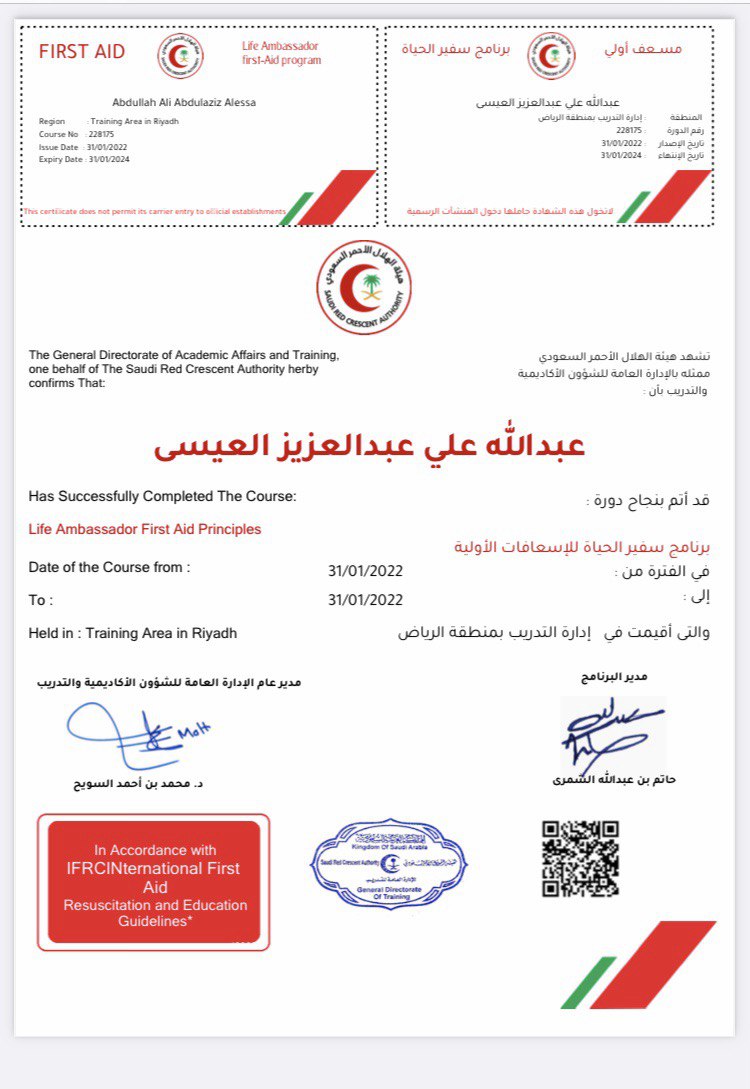 FIRST AID
Life Ambassador
first-Aid program
Abdullah Ali Abdulaziz Alessa
Region : Training Area in Riyadh
Course No : 228175
Issue Date : 31/01/2022
Expiry Date : 31/01/2024
This certificate does not permit its carrier entry to official establishments
مسعف أولي
برنامج سفير الحياة
عبدالله علي عبدالعزيز العيسى
المنطقة : إدارة التدريب بمنطقة الرياض
رقم الدورة : 228175
تاريخ الإصدار : 31/01/2022
تاريخ الإنتهاء : 31/01/2024
لاتخول هذه الشهادة حاملها دخول المنشآت الرسمية
هيئة الهلال الأحمر السعودي
SAUDI RED CRESCENT AUTHORITY
The General Directorate of Academic Affairs and Training,
one behalf of The Saudi Red Crescent Authority herby
confirms That:
تشهد هيئة الهلال الأحمر السعودي
ممثله بالإدارة العامة للشؤون الأكاديمية
والتدريب بأن :
عبدالله علي عبدالعزيز العيسى
Has Successfully Completed The Course:
قد أتم بنجاح دورة :
Life Ambassador First Aid Principles
برنامج سفير الحياة للإسعافات الأولية
Date of the Course from : 31/01/2022 في الفترة من :
To : 31/01/2022 إلى :
Held in : Training Area in Riyadh
والتى أقيمت في إدارة التدريب بمنطقة الرياض
مدير عام الإدارة العامة للشؤون الأكاديمية والتدريب
د. محمد بن أحمد السويح
مدير البرنامج
حاتم بن عبدالله الشمرى
In Accordance with
IFRCINternational First
Aid
Resuscitation and Education
Guidelines*
Kingdom Of Saudi Arabia
Saudi Red Crescent Authority
General Directorate
Of Training